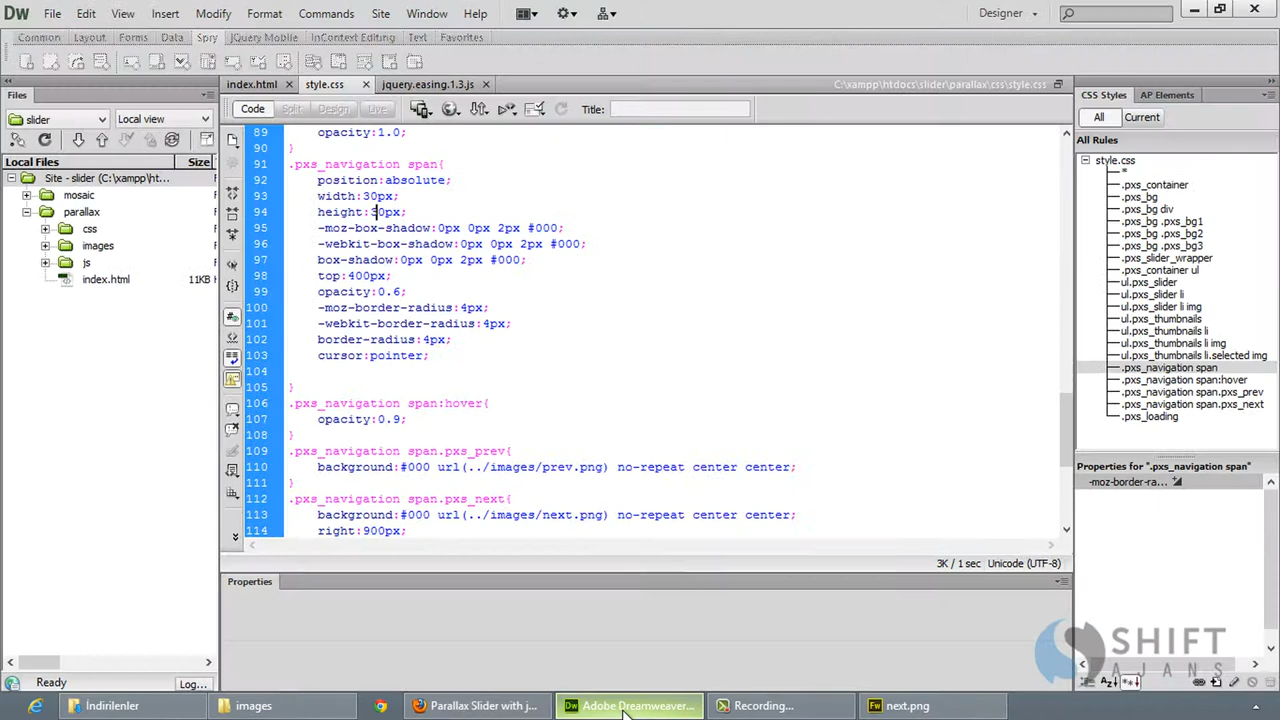 Dw File Edit View Insert Modify Format Commands Site Window Help Designer
Common Layout Forms Data Spry jQuery Mobile InContext Editing Text Favorites
Files
index.html style.css jquery.easing.1.3.js C:\xampp\htdocs\slider\parallax\css\style.css
CSS Styles AP Elements
slider Local view
Code Split Design Live Title:
All Current
Local Files Size
Site - slider (C:\xampp\ht...
mosaic
parallax
css
images
js
index.html 11KB
89 opacity:1.0;
90 }
91 .pxs_navigation span{
92 position:absolute;
93 width:30px;
94 height:30px;
95 -moz-box-shadow:0px 0px 2px #000;
96 -webkit-box-shadow:0px 0px 2px #000;
97 box-shadow:0px 0px 2px #000;
98 top:400px;
99 opacity:0.6;
100 -moz-border-radius:4px;
101 -webkit-border-radius:4px;
102 border-radius:4px;
103 cursor:pointer;
104
105 }
106 .pxs_navigation span:hover{
107 opacity:0.9;
108 }
109 .pxs_navigation span.pxs_prev{
110 background:#000 url(../images/prev.png) no-repeat center center;
111 }
112 .pxs_navigation span.pxs_next{
113 background:#000 url(../images/next.png) no-repeat center center;
114 right:900px;
3K / 1 sec Unicode (UTF-8)
Properties
All Rules
style.css
*
.pxs_container
.pxs_bg
.pxs_bg div
.pxs_bg .pxs_bg1
.pxs_bg .pxs_bg2
.pxs_bg .pxs_bg3
.pxs_slider_wrapper
.pxs_container ul
ul.pxs_slider
ul.pxs_slider li
ul.pxs_slider li img
ul.pxs_thumbnails
ul.pxs_thumbnails li
ul.pxs_thumbnails li img
ul.pxs_thumbnails li.selected img
.pxs_navigation span
.pxs_navigation span:hover
.pxs_navigation span.pxs_prev
.pxs_navigation span.pxs_next
.pxs_loading
Properties for ".pxs_navigation span"
-moz-border-ra...
SHIFT
AJANS
Ready Log...
İndirilenler images Parallax Slider with j... Adobe Dreamweaver... Recording... next.png